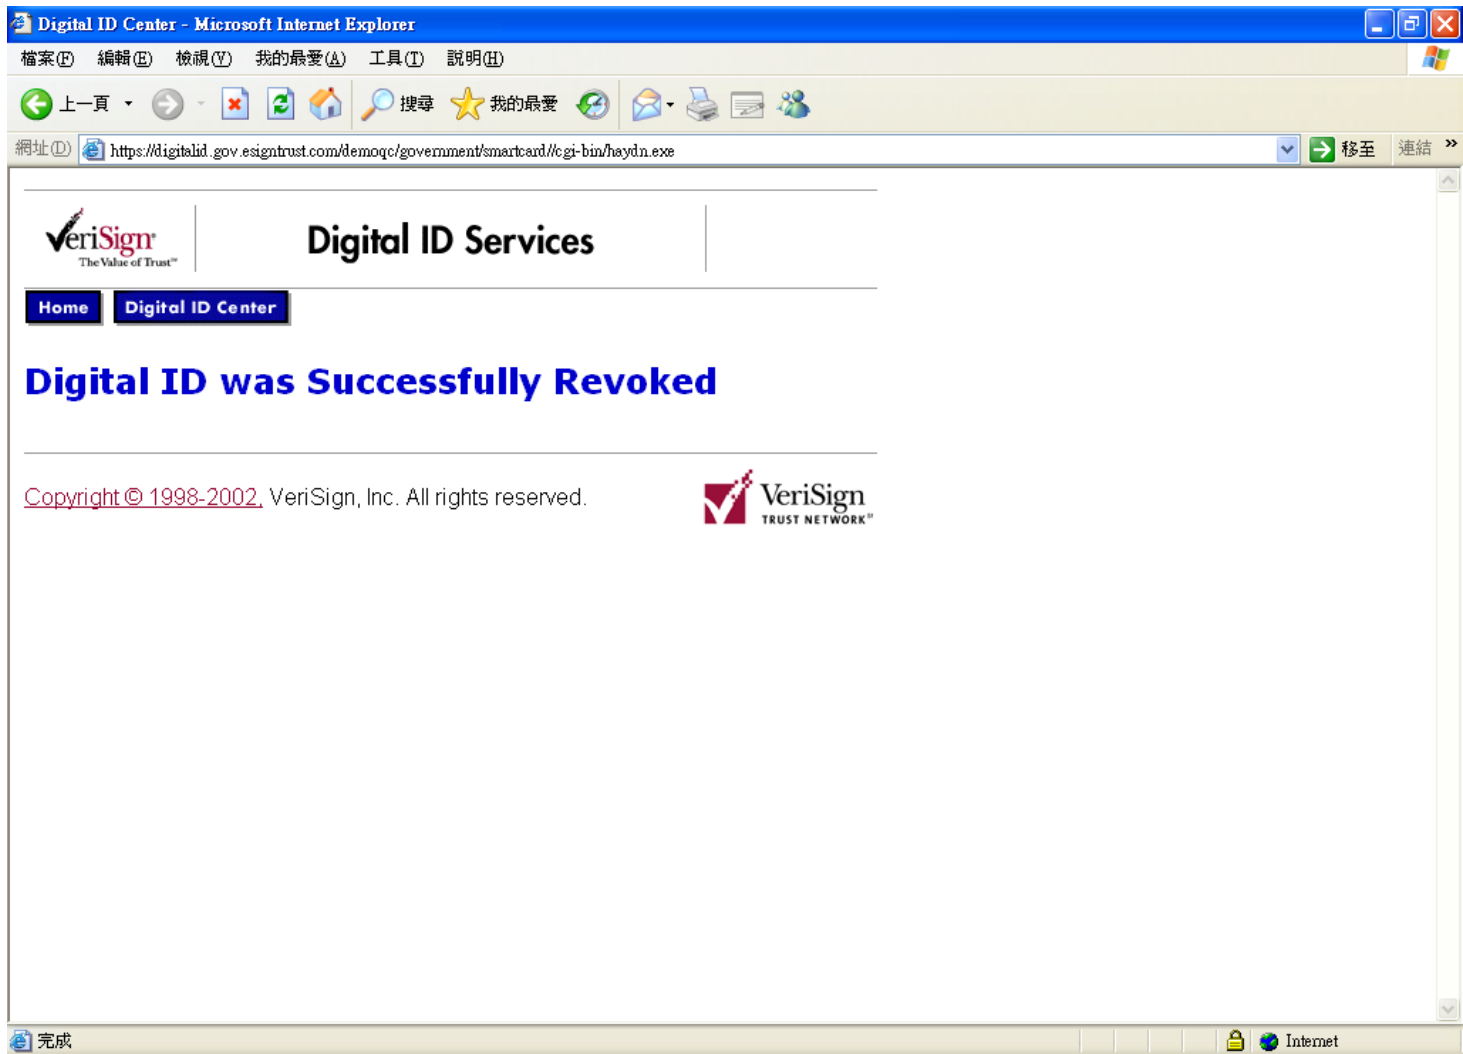 Digital ID Center - Microsoft Internet Explorer
檔案(F) 編輯(E) 檢視(V) 我的最愛(A) 工具(T) 說明(H)
上一頁 搜尋 我的最愛
網址(D) https://digitalid.gov.esigntrust.com/demoqc/government/smartcard//cgi-bin/haydn.exe 移至 連結 »
VeriSign®
The Value of Trust℠
Digital ID Services
Home Digital ID Center
Digital ID was Successfully Revoked
Copyright © 1998-2002, VeriSign, Inc. All rights reserved.
VeriSign
TRUST NETWORK℠
完成 Internet